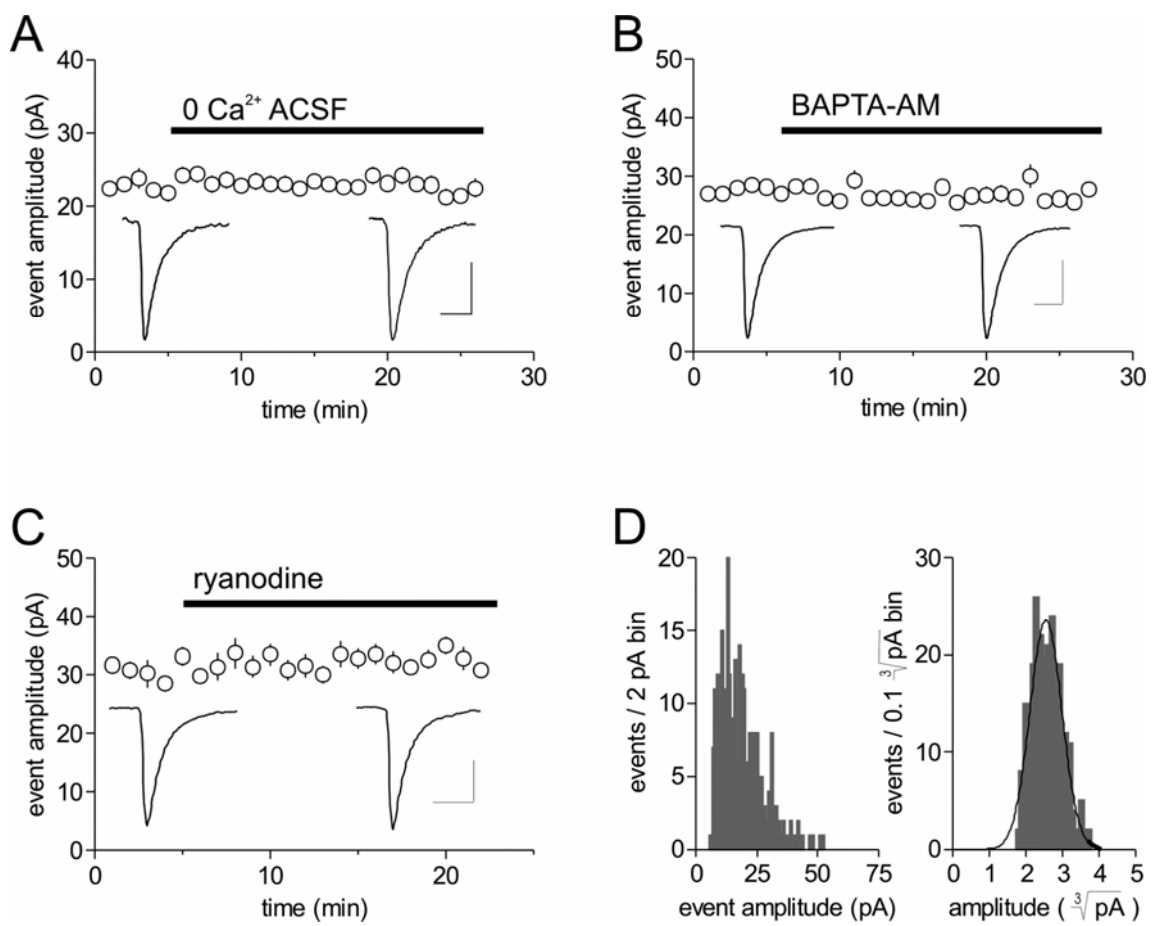 A
B
40
30
20
10
0
event amplitude (pA)
0 Ca²⁺ ACSF
0
10
20
30
time (min)
50
40
30
20
10
0
event amplitude (pA)
BAPTA-AM
0
10
20
30
time (min)
C
D
50
40
30
20
10
0
event amplitude (pA)
ryanodine
0
10
20
time (min)
20
15
10
5
0
events / 2 pA bin
0
25
50
75
event amplitude (pA)
30
20
10
0
events / 0.1 ∛pA bin
0
1
2
3
4
5
amplitude ( ∛pA )